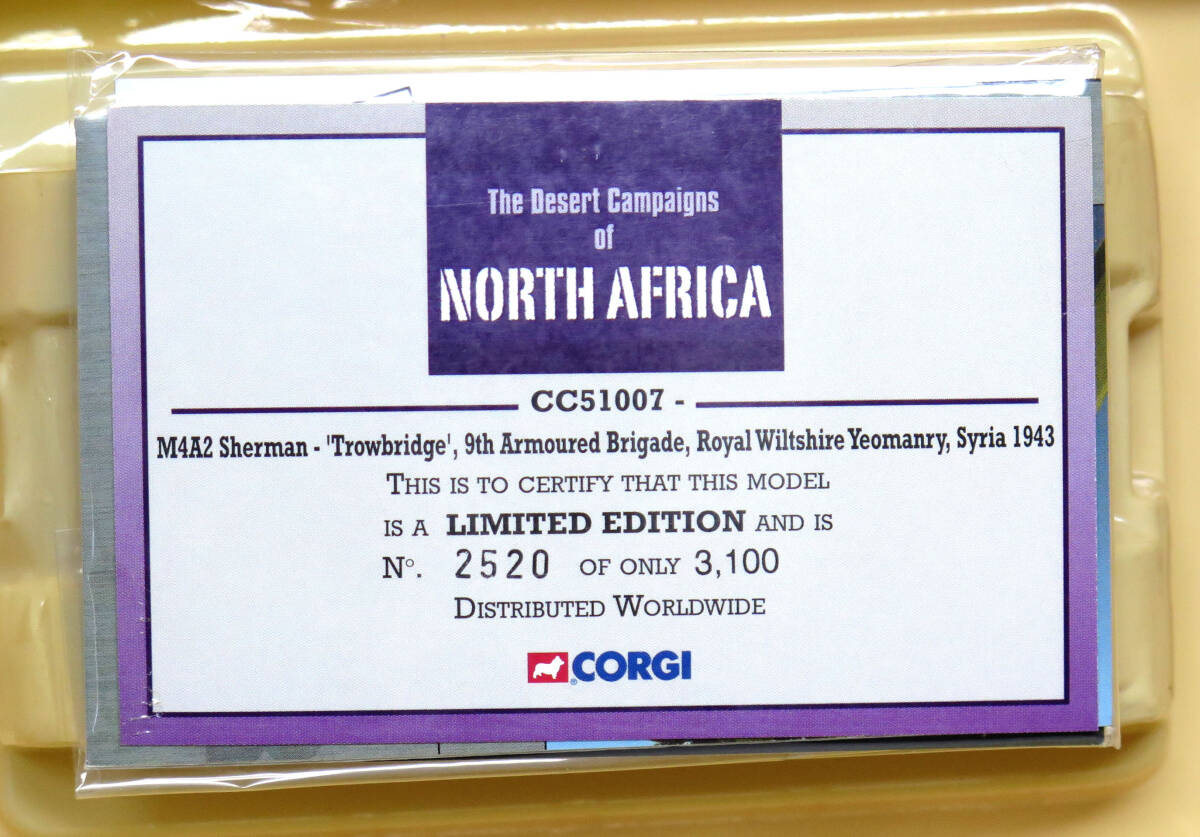 The Desert Campaigns
of
NORTH AFRICA
CC51007 -
M4A2 Sherman - 'Trowbridge', 9th Armoured Brigade, Royal Wiltshire Yeomanry, Syria 1943
THIS IS TO CERTIFY THAT THIS MODEL
IS A LIMITED EDITION AND IS
Nº. 2520 OF ONLY 3,100
DISTRIBUTED WORLDWIDE
CORGI